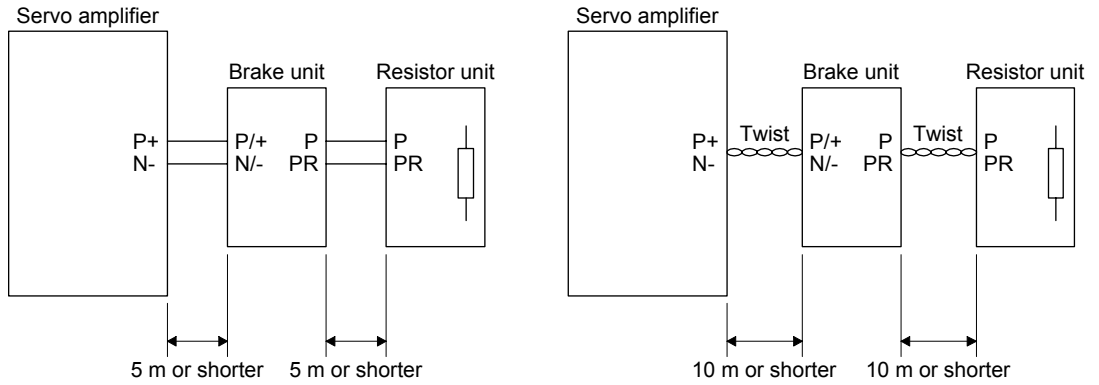 Servo amplifier
Brake unit
Resistor unit
P+
P/+
P
P
N-
N/-
PR
PR
5 m or shorter
5 m or shorter
Servo amplifier
Brake unit
Resistor unit
P+
Twist
P/+
P
Twist
P
N-
N/-
PR
PR
10 m or shorter
10 m or shorter